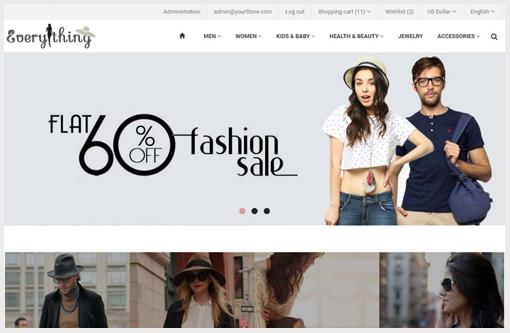 Administration admin@yourStore.com Log out Shopping cart (11) Wishlist (3) US Dollar English
Everything
MEN WOMEN KIDS & BABY HEALTH & BEAUTY JEWELRY ACCESSORIES
FLAT 60% OFF fashion sale